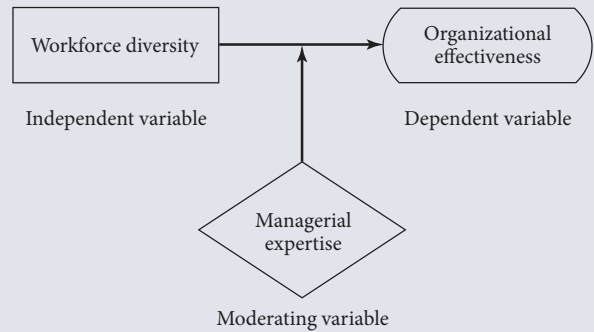 Workforce diversity
Organizational
effectiveness
Independent variable
Dependent variable
Managerial
expertise
Moderating variable